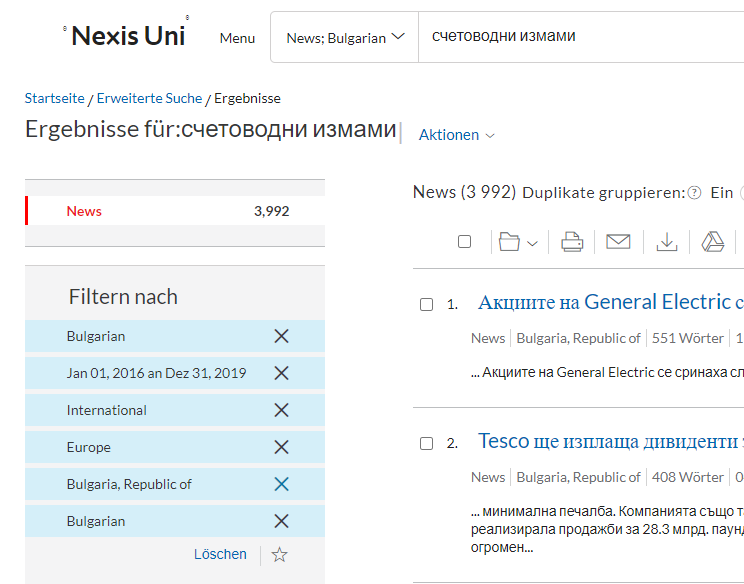 Nexis Uni
Menu
News; Bulgarian
счетоводни измами
Startseite / Erweiterte Suche / Ergebnisse
Ergebnisse für:счетоводни измами
Aktionen
News 3,992
News (3 992) Duplikate gruppieren: ? Ein
Filtern nach
Bulgarian
Jan 01, 2016 an Dez 31, 2019
International
Europe
Bulgaria, Republic of
Bulgarian
Löschen
1. Акциите на General Electric
News | Bulgaria, Republic of | 551 Wörter | 1
... Акциите на General Electric се сринаха
2. Tesco ще изплаща дивиденти
News | Bulgaria, Republic of | 408 Wörter | 0
... минимална печалба. Компанията също
реализирала продажби за 28.3 млрд.
огромен...